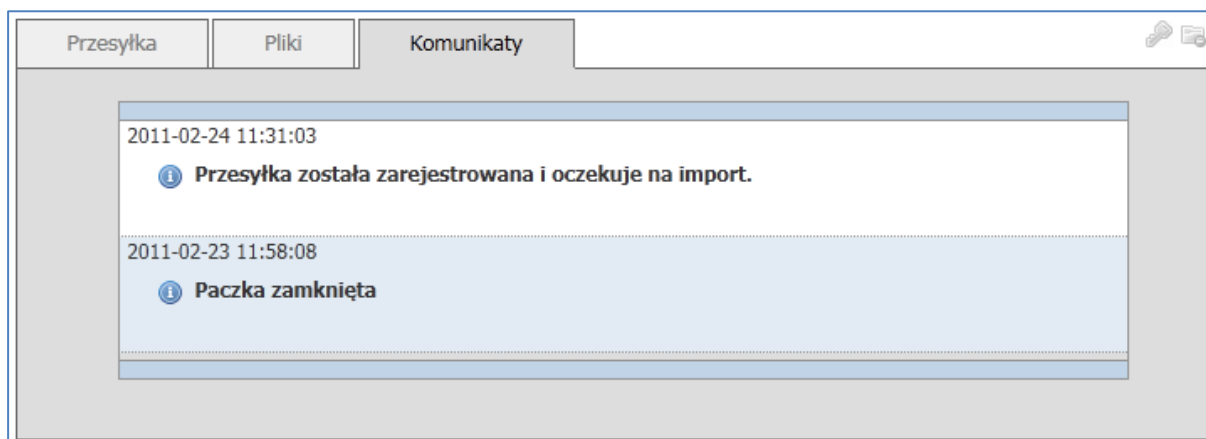 Przesyłka Pliki Komunikaty
2011-02-24 11:31:03
Przesyłka została zarejestrowana i oczekuje na import.
2011-02-23 11:58:08
Paczka zamknięta